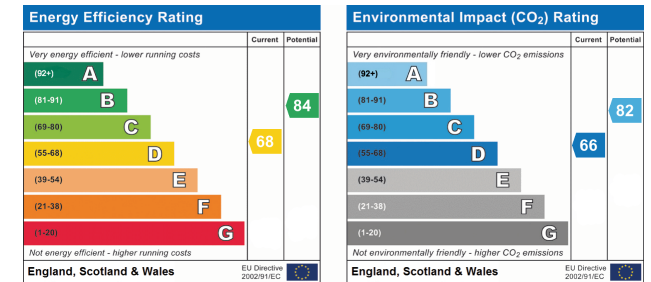 Energy Efficiency Rating
Current Potential
Very energy efficient - lower running costs
(92+) A
(81-91) B
84
(69-80) C
(55-68) D
68
(39-54) E
(21-38) F
(1-20) G
Not energy efficient - higher running costs
England, Scotland & Wales
EU Directive
2002/91/EC
Environmental Impact (CO₂) Rating
Current Potential
Very environmentally friendly - lower CO₂ emissions
(92+) A
(81-91) B
82
(69-80) C
(55-68) D
66
(39-54) E
(21-38) F
(1-20) G
Not environmentally friendly - higher CO₂ emissions
England, Scotland & Wales
EU Directive
2002/91/EC